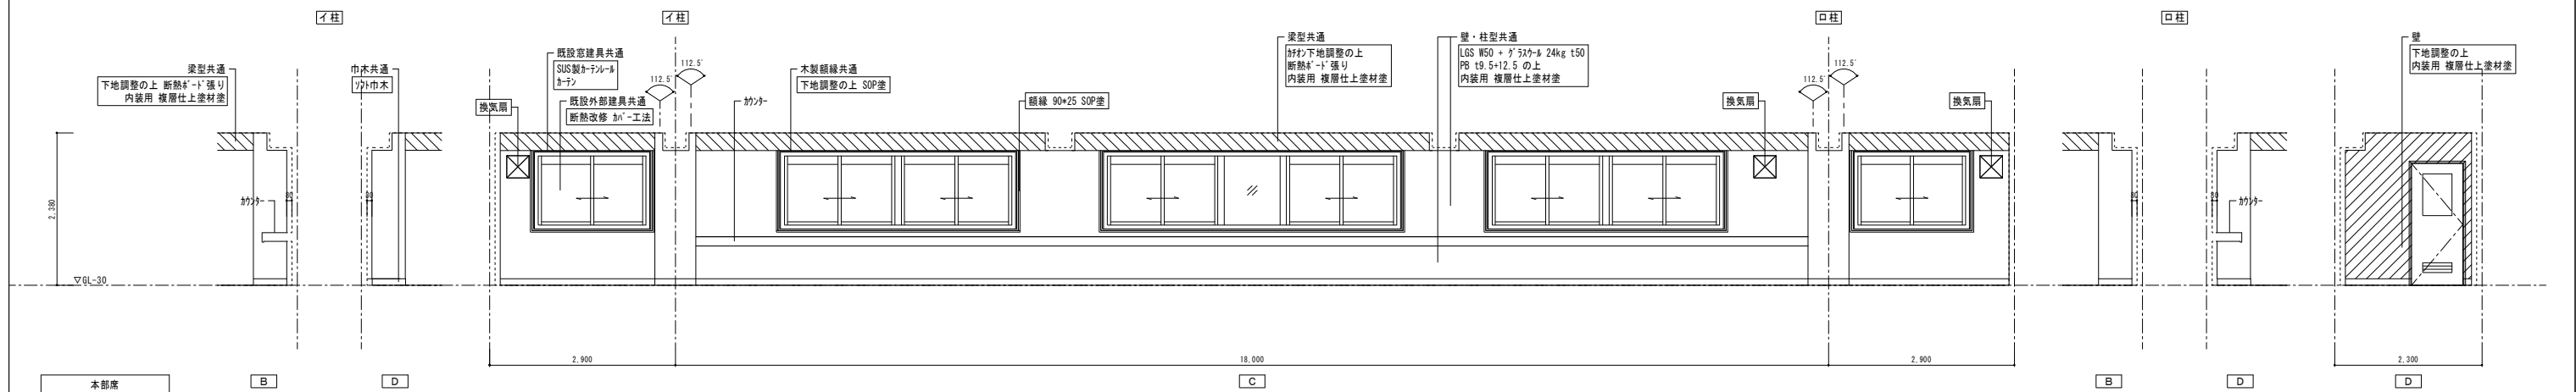 イ柱
イ柱
ロ柱
ロ柱
梁型共通
下地調整の上 断熱ﾎﾞｰﾄﾞ張り
内装用 複層仕上塗材塗
巾木共通
ｿﾌﾄ巾木
既設窓建具共通
SUS製ｶｰﾃﾝﾚｰﾙ
ｶｰﾃﾝ
既設外部建具共通
断熱改修 ｶﾊﾞｰ工法
換気扇
112.5°
112.5°
木製額縁共通
下地調整の上 SOP塗
ｶｳﾝﾀｰ
額縁 90*25 SOP塗
梁型共通
ｶﾁｵﾝ下地調整の上
断熱ﾎﾞｰﾄﾞ張り
内装用 複層仕上塗材塗
壁・柱型共通
LGS W50 + ｸﾞﾗｽｳｰﾙ 24kg t50
PB t9.5+12.5 の上
内装用 複層仕上塗材塗
換気扇
112.5°
112.5°
換気扇
壁
下地調整の上
内装用 複層仕上塗材塗
2,380
ｶｳﾝﾀｰ
80
80
80
80
ｶｳﾝﾀｰ
▽GL-30
2,900
18,000
2,900
2,300
本部席
B
D
C
B
D
D